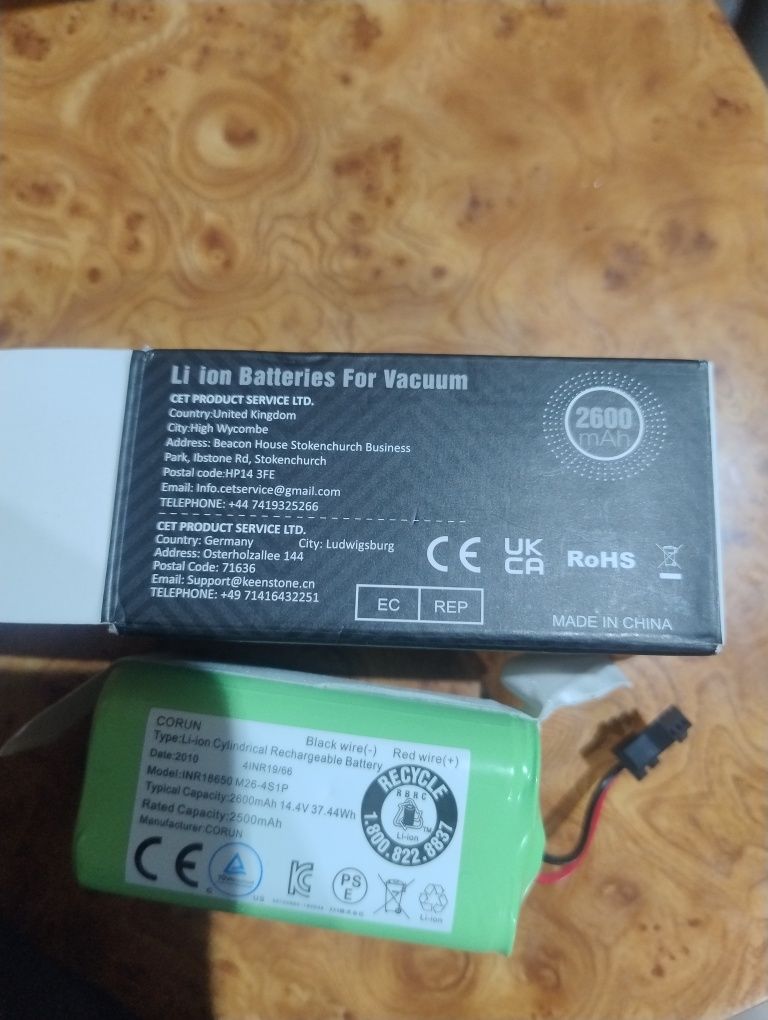 Li ion Batteries For Vacuum
CET PRODUCT SERVICE LTD.
Country:United Kingdom
City:High Wycombe
Address: Beacon House Stokenchurch Business
Park, Ibstone Rd, Stokenchurch
Postal code:HP14 3FE
Email: Info.cetservice@gmail.com
TELEPHONE: +44 7419325266
2600
mAh
CET PRODUCT SERVICE LTD.
Country: Germany City: Ludwigsburg
Address: Osterholzallee 144
Postal Code: 71636
Email: Support@keenstone.cn
TELEPHONE: +49 71416432251
EC REP
CE
UK
CA
RoHS
MADE IN CHINA
CORUN
Black wire(-) Red wire(+)
Type:Li-ion Cylindrical Rechargeable Battery
Date:2010 4INR19/66
Model:INR18650 M26-4S1P
Typical Capacity:2600mAh 14.4V 37.44Wh
Rated Capacity:2500mAh
Manufacturer:CORUN
RECYCLE
RBRC
Li-ion
TM
1.800.822.8837
CE
US
PS
E
Li-ion